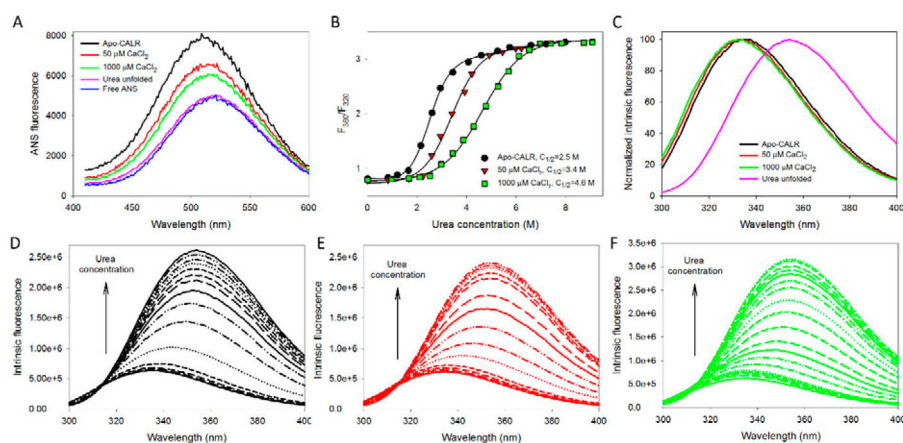 A
ANS fluorescence
8000
6000
4000
2000
0
Apo-CALR
50 μM CaCl2
1000 μM CaCl2
Urea unfolded
Free ANS
400
450
500
550
600
Wavelength (nm)
B
F350/F320
3
2
1
0
2
4
6
8
Apo-CALR, C1/2=2.5 M
50 μM CaCl2, C1/2=3.4 M
1000 μM CaCl2, C1/2=4.6 M
Urea concentration (M)
C
Normalized intrinsic fluorescence
100
80
60
40
20
0
Apo-CALR
50 μM CaCl2
1000 μM CaCl2
Urea unfolded
300
320
340
360
380
400
Wavelength (nm)
D
Intrinsic fluorescence
2.50e+6
2.00e+6
1.50e+6
1.00e+6
5.00e+5
0.00
Urea
concentration
300
320
340
360
380
400
Wavelength (nm)
E
Intrinsic fluorescence
2.5e+6
2.0e+6
1.5e+6
1.0e+6
5.0e+5
0.0
Urea
concentration
300
320
340
360
380
400
Wavelength (nm)
F
Intrinsic fluorescence
3.5e+6
3.0e+6
2.5e+6
2.0e+6
1.5e+6
1.0e+6
5.0e+5
0.0
Urea
concentration
300
320
340
360
380
400
Wavelength (nm)